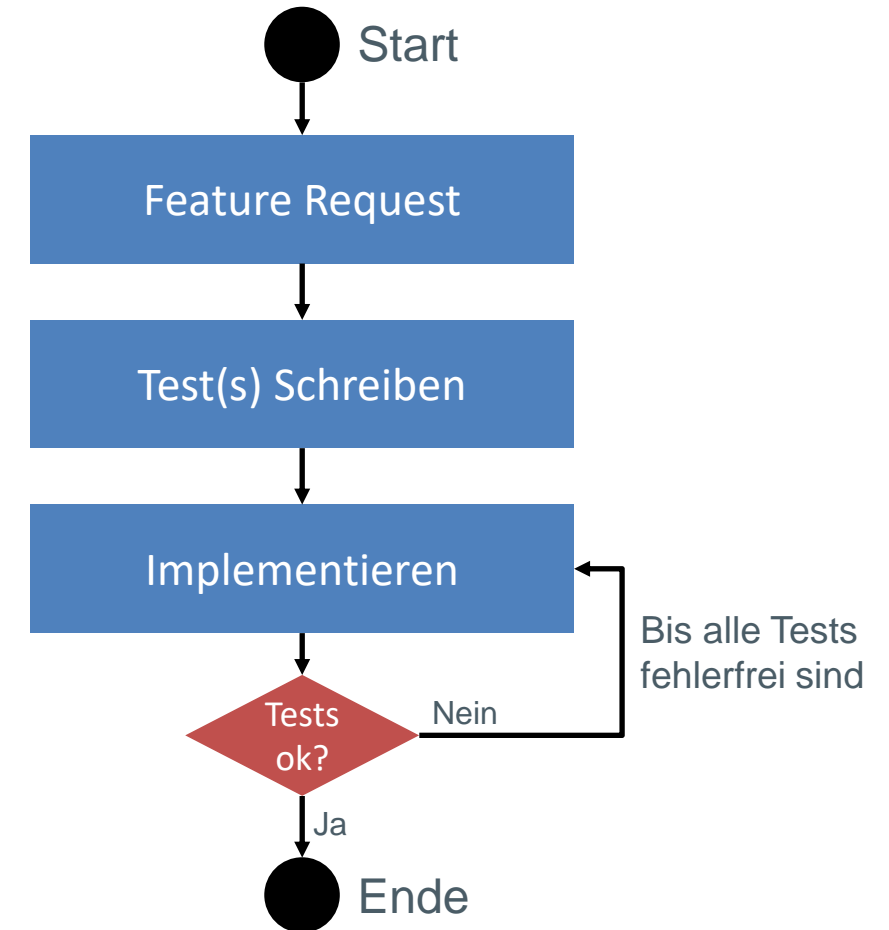 Start
Feature Request
Test(s) Schreiben
Implementieren
Bis alle Tests
fehlerfrei sind
Tests
ok?
Nein
Ja
Ende